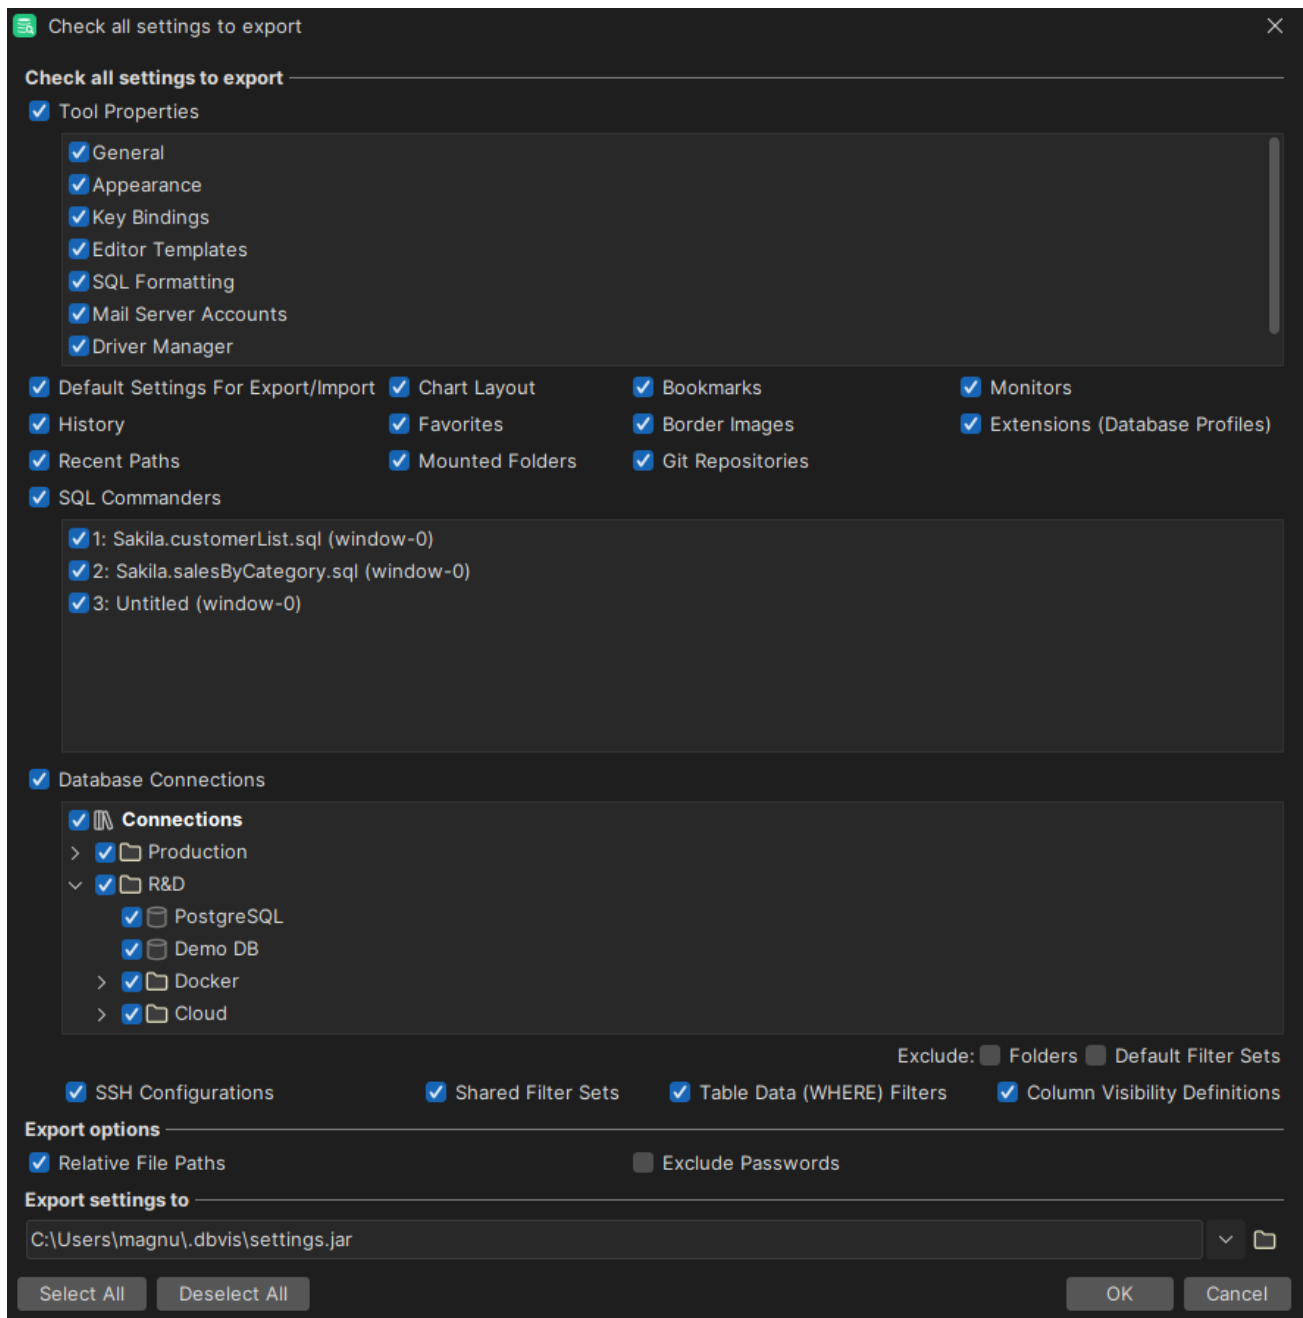 Check all settings to export
Check all settings to export
Tool Properties
General
Appearance
Key Bindings
Editor Templates
SQL Formatting
Mail Server Accounts
Driver Manager
Default Settings For Export/Import Chart Layout Bookmarks Monitors
History Favorites Border Images Extensions (Database Profiles)
Recent Paths Mounted Folders Git Repositories
SQL Commanders
1: Sakila.customerList.sql (window-0)
2: Sakila.salesByCategory.sql (window-0)
3: Untitled (window-0)
Database Connections
Connections
Production
R&D
PostgreSQL
Demo DB
Docker
Cloud
Exclude: Folders Default Filter Sets
SSH Configurations Shared Filter Sets Table Data (WHERE) Filters Column Visibility Definitions
Export options
Relative File Paths Exclude Passwords
Export settings to
C:\Users\magnu\.dbvis\settings.jar
Select All Deselect All OK Cancel